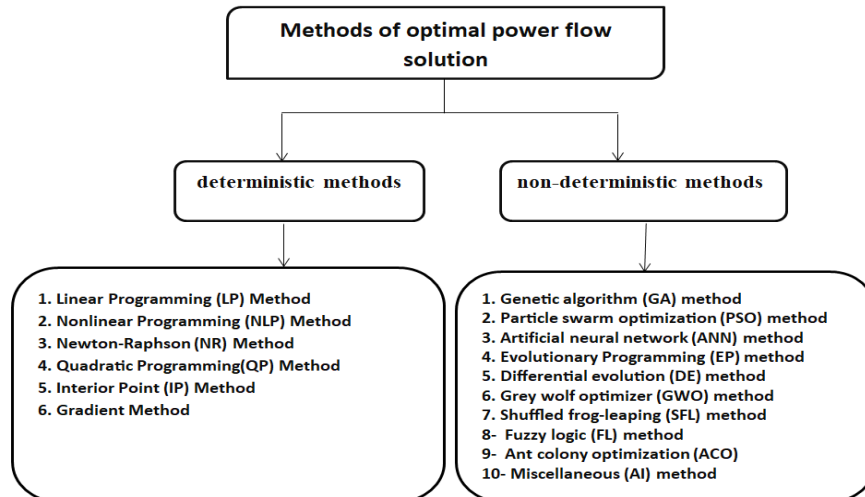 Methods of optimal power flow
solution
deterministic methods
non-deterministic methods
1. Linear Programming (LP) Method
2. Nonlinear Programming (NLP) Method
3. Newton-Raphson (NR) Method
4. Quadratic Programming(QP) Method
5. Interior Point (IP) Method
6. Gradient Method
1. Genetic algorithm (GA) method
2. Particle swarm optimization (PSO) method
3. Artificial neural network (ANN) method
4. Evolutionary Programming (EP) method
5. Differential evolution (DE) method
6. Grey wolf optimizer (GWO) method
7. Shuffled frog-leaping (SFL) method
8- Fuzzy logic (FL) method
9- Ant colony optimization (ACO)
10- Miscellaneous (AI) method